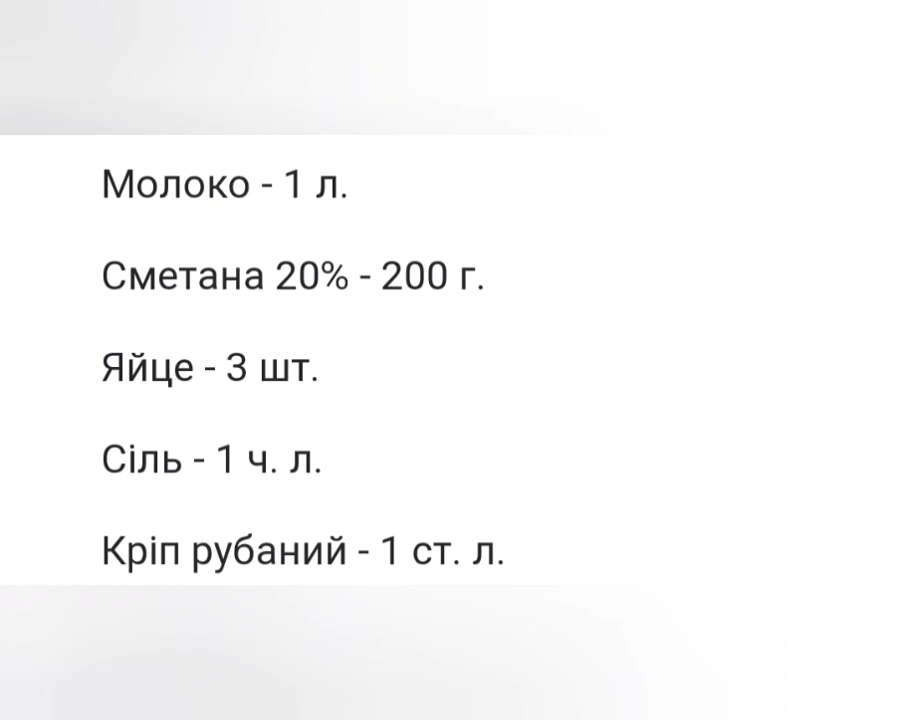 Молоко - 1 л.
Сметана 20% - 200 г.
Яйце - 3 шт.
Сіль - 1 ч. л.
Кріп рубаний - 1 ст. л.